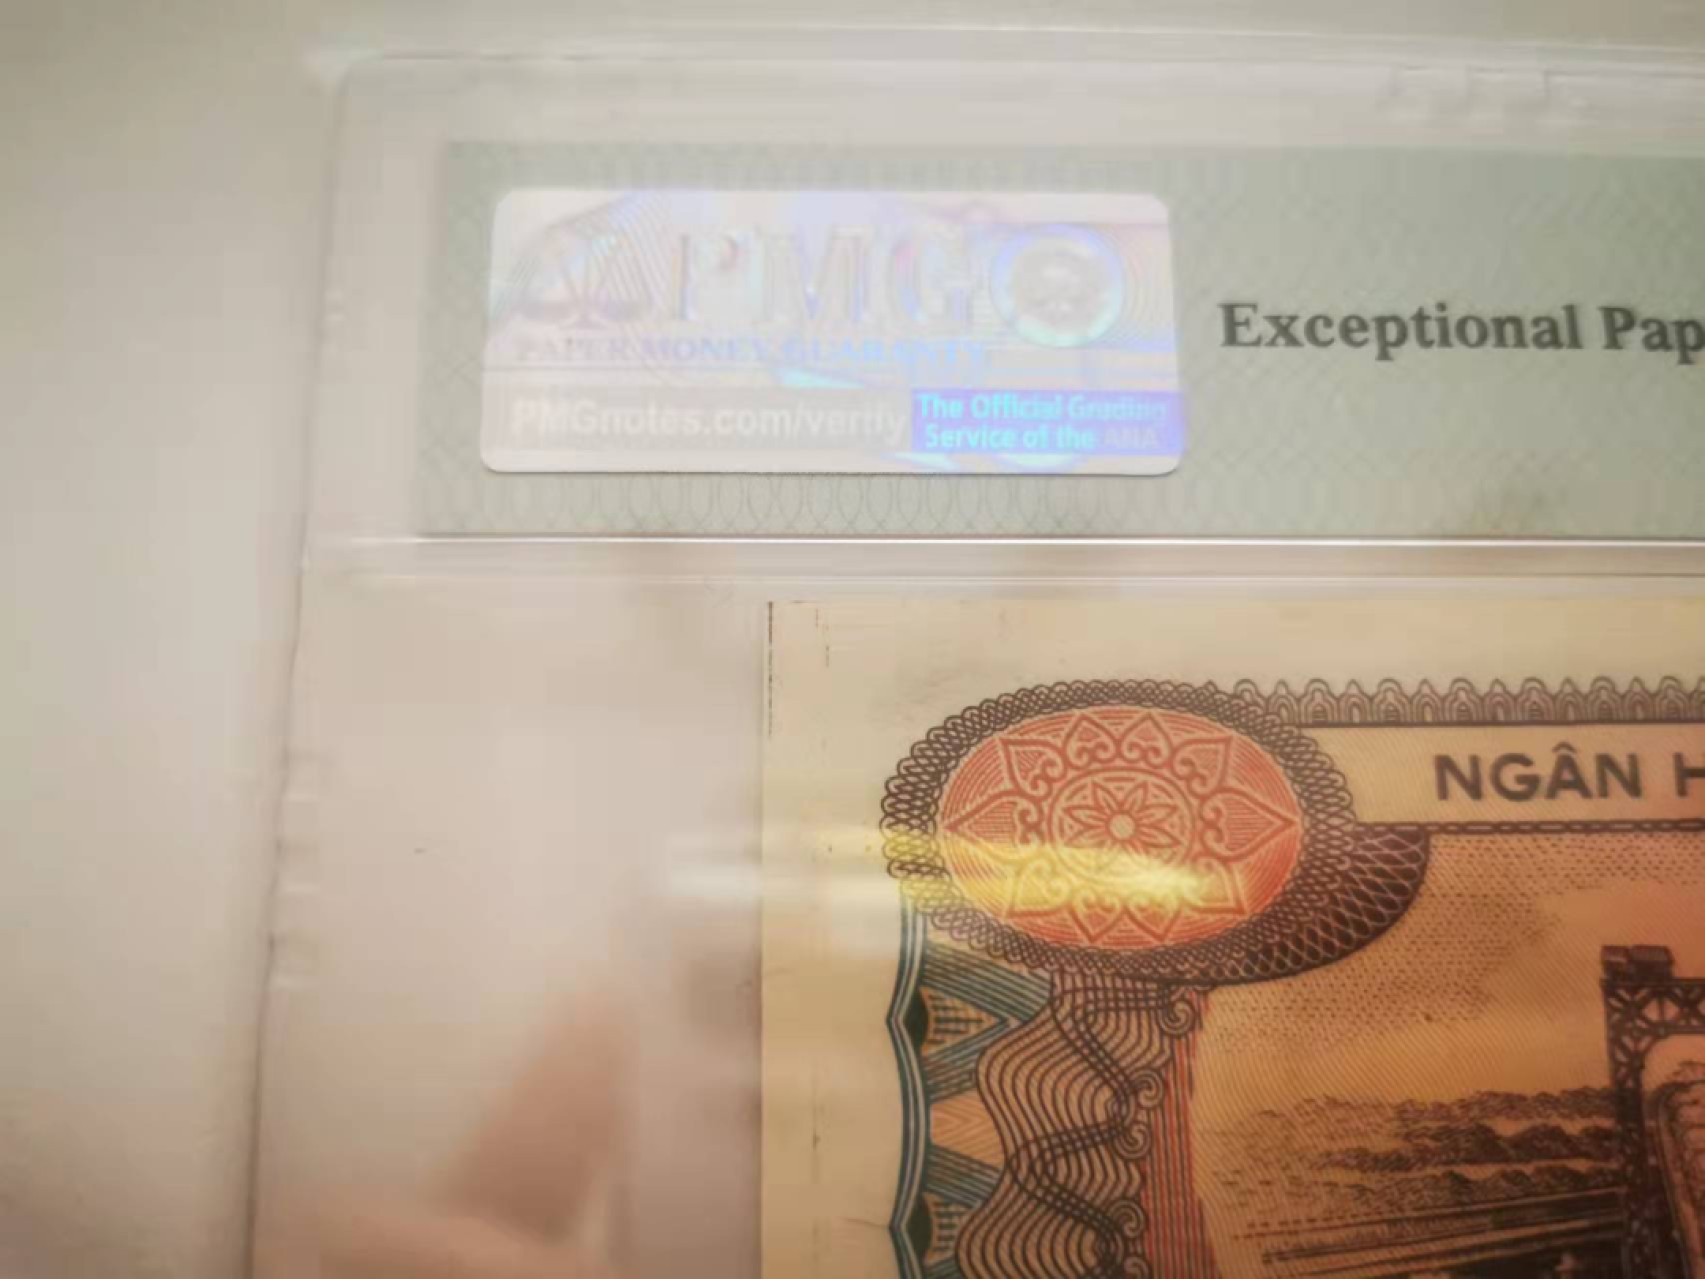 PMG
PAPER MONEY GUARANTY
PMGnotes.com/verify
The Official Grading
Service of the ANA
Exceptional Pap
NGÂN H